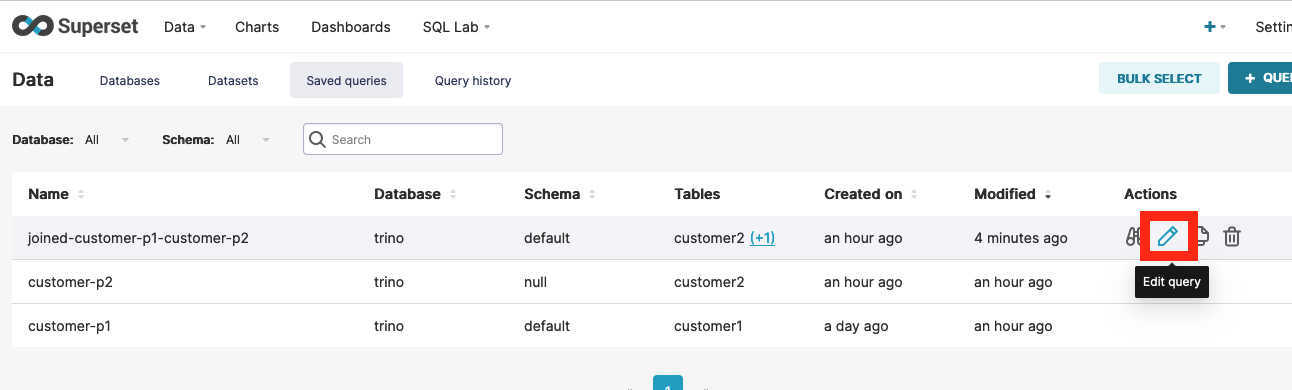 Superset Data Charts Dashboards SQL Lab + Settin
Data Databases Datasets Saved queries Query history BULK SELECT + QUE
Database: All Schema: All Search
Name Database Schema Tables Created on Modified Actions
joined-customer-p1-customer-p2 trino default customer2 (+1) an hour ago 4 minutes ago
Edit query
customer-p2 trino null customer2 an hour ago an hour ago
customer-p1 trino default customer1 a day ago an hour ago
« 1 »